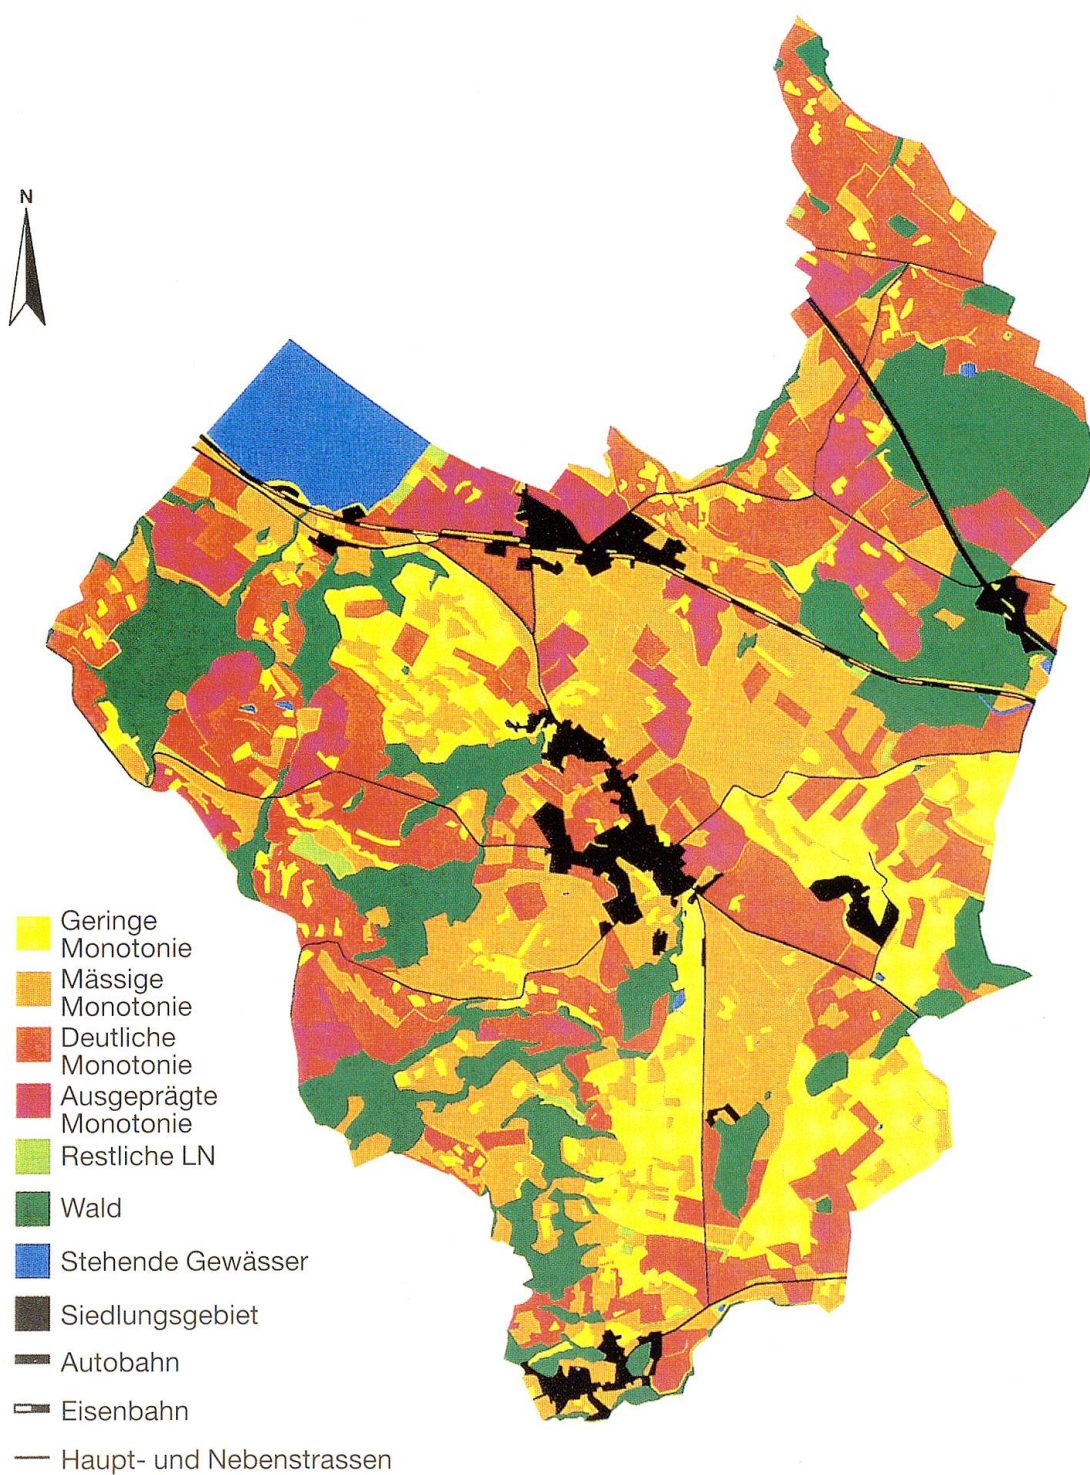 N
Geringe
Monotonie
Mässige
Monotonie
Deutliche
Monotonie
Ausgeprägte
Monotonie
Restliche LN
Wald
Stehende Gewässer
Siedlungsgebiet
Autobahn
Eisenbahn
Haupt- und Nebenstrassen